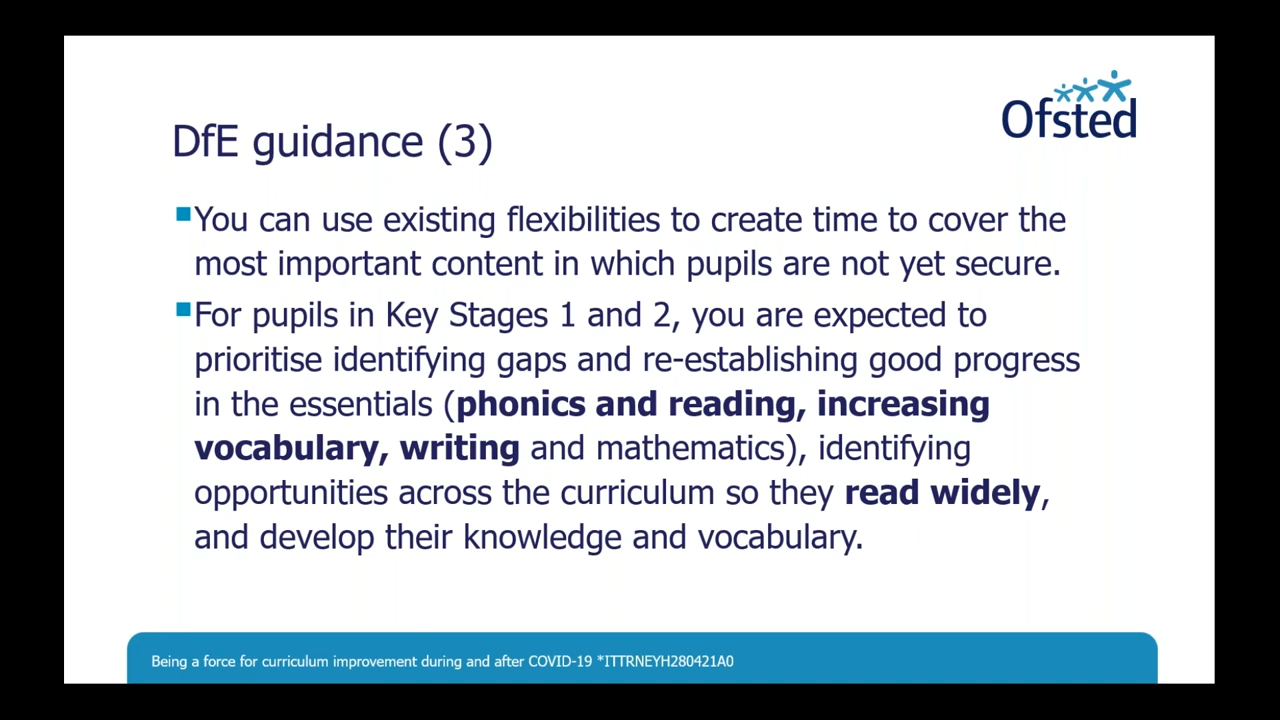 Ofsted
DfE guidance (3)
You can use existing flexibilities to create time to cover the
most important content in which pupils are not yet secure.
For pupils in Key Stages 1 and 2, you are expected to
prioritise identifying gaps and re-establishing good progress
in the essentials (phonics and reading, increasing
vocabulary, writing and mathematics), identifying
opportunities across the curriculum so they read widely,
and develop their knowledge and vocabulary.
Being a force for curriculum improvement during and after COVID-19 *ITTRNEYH280421A0